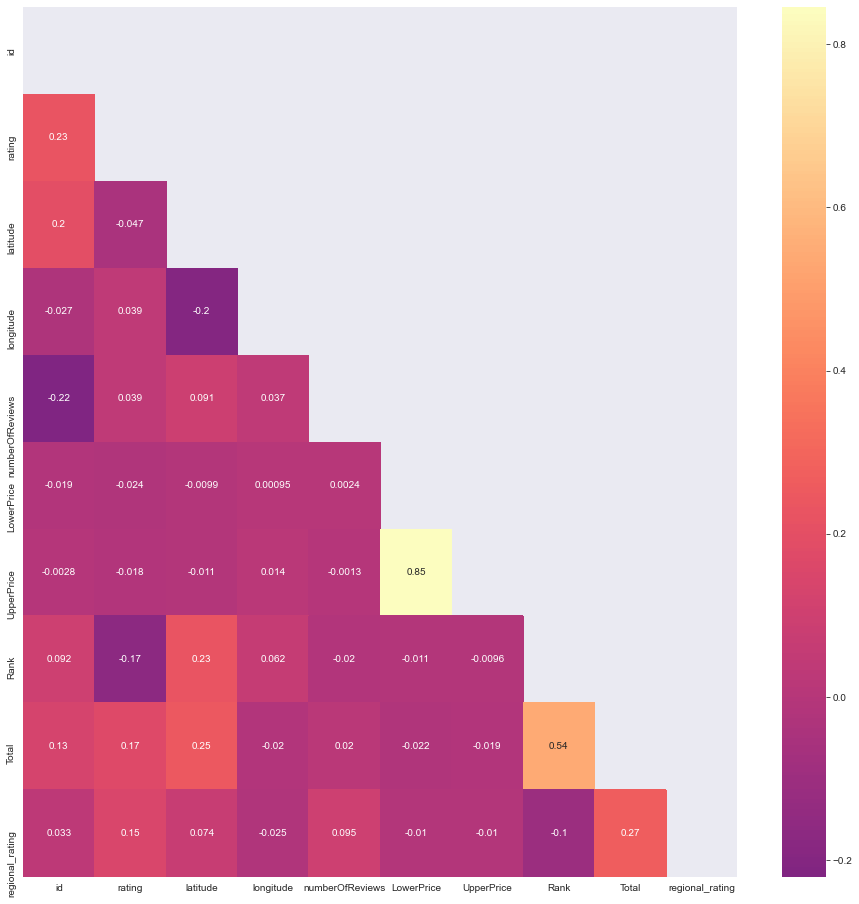 id
rating
0.23
latitude
0.2 -0.047
longitude
-0.027 0.039 -0.2
numberOfReviews
-0.22 0.039 0.091 0.037
LowerPrice
-0.019 -0.024 -0.0099 0.00095 0.0024
UpperPrice
-0.0028 -0.018 -0.011 0.014 -0.0013 0.85
Rank
0.092 -0.17 0.23 0.062 -0.02 -0.011 -0.0096
Total
0.13 0.17 0.25 -0.02 0.02 -0.022 -0.019 0.54
regional_rating
0.033 0.15 0.074 -0.025 0.095 -0.01 -0.01 -0.1 0.27
id rating latitude longitude numberOfReviews LowerPrice UpperPrice Rank Total regional_rating
0.8
0.6
0.4
0.2
0.0
-0.2